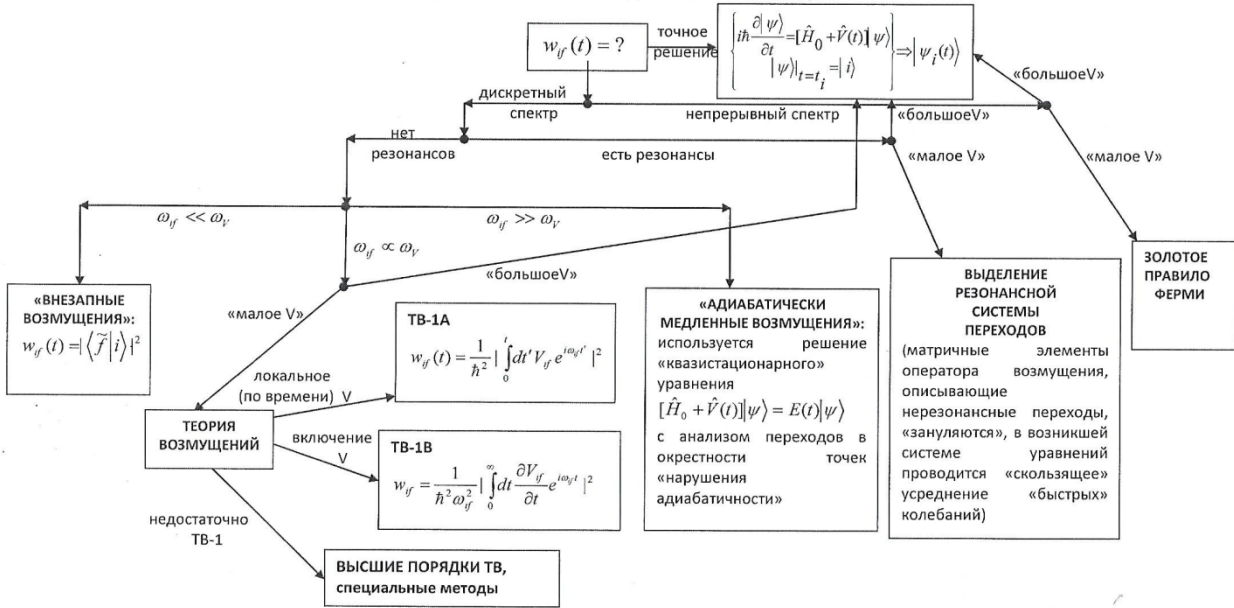 w_if(t) = ?
точное
решение
{iħ ∂|ψ⟩/∂t = [Ĥ_0 + V̂(t)]|ψ⟩
|ψ⟩|_{t=t_i} = |i⟩} ⇒ |ψ_i(t)⟩
«большоеV»
дискретный
спектр
непрерывный спектр
«большоеV»
нет
резонансов
есть резонансы
«малое V»
«малое V»
ω_if << ω_V
ω_if >> ω_V
ω_if ∝ ω_V
«большоеV»
«малое V»
«ВНЕЗАПНЫЕ
ВОЗМУЩЕНИЯ»:
w_if(t) = |⟨f̃|i⟩|²
ТВ-1А
w_if(t) = 1/ħ² |∫_0^t dt' V_if e^{iω_if t'}|²
«АДИАБАТИЧЕСКИ
МЕДЛЕННЫЕ ВОЗМУЩЕНИЯ»:
используется решение
«квазистационарного»
уравнения
[Ĥ_0 + V̂(t)]|ψ⟩ = E(t)|ψ⟩
с анализом переходов в
окрестности точек
«нарушения
адиабатичности»
ВЫДЕЛЕНИЕ
РЕЗОНАНСНОЙ
СИСТЕМЫ
ПЕРЕХОДОВ
(матричные элементы
оператора возмущения,
описывающие
нерезонансные переходы,
«зануляются», в возникшей
системе уравнений
проводится «скользящее»
усреднение «быстрых»
колебаний)
ЗОЛОТОЕ
ПРАВИЛО
ФЕРМИ
локальное
(по времени) V
ТЕОРИЯ
ВОЗМУЩЕНИЙ
включение
V
ТВ-1В
w_if = 1/(ħ²ω_if²) |∫_0^∞ dt ∂V_if/∂t e^{iω_if t}|²
недостаточно
ТВ-1
ВЫСШИЕ ПОРЯДКИ ТВ,
специальные методы